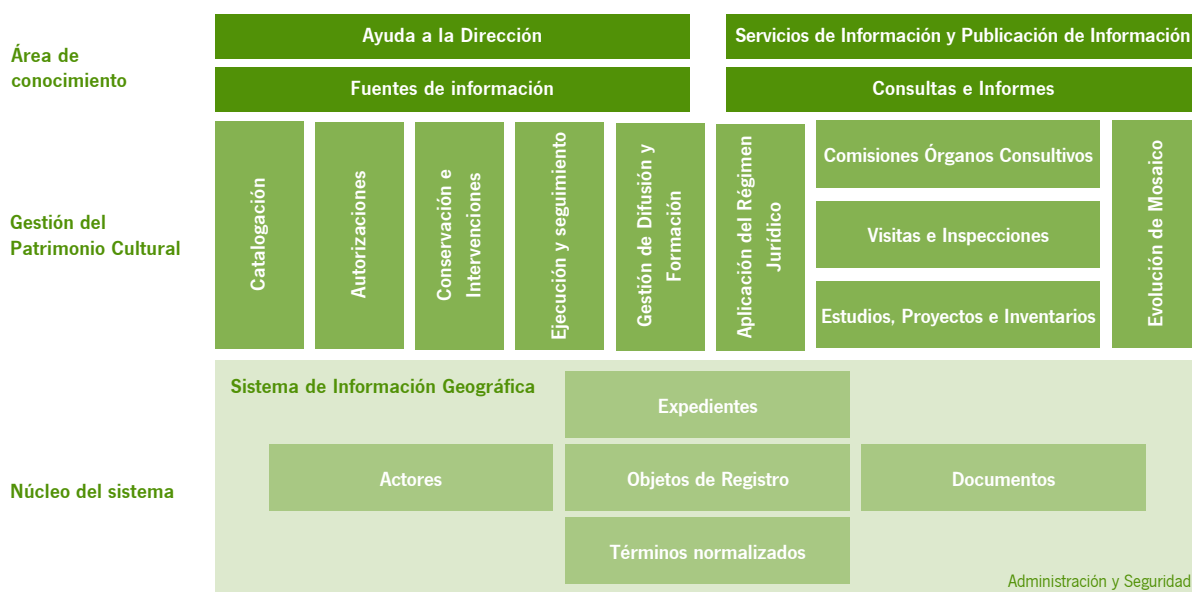 Área de
conocimiento
Ayuda a la Dirección
Servicios de Información y Publicación de Información
Fuentes de información
Consultas e Informes
Gestión del
Patrimonio Cultural
Catalogación
Autorizaciones
Conservación e
Intervenciones
Ejecución y seguimiento
Gestión de Difusión y
Formación
Aplicación del Régimen
Jurídico
Comisiones Órganos Consultivos
Visitas e Inspecciones
Estudios, Proyectos e Inventarios
Evolución de Mosaico
Núcleo del sistema
Sistema de Información Geográfica
Expedientes
Actores
Objetos de Registro
Documentos
Términos normalizados
Administración y Seguridad